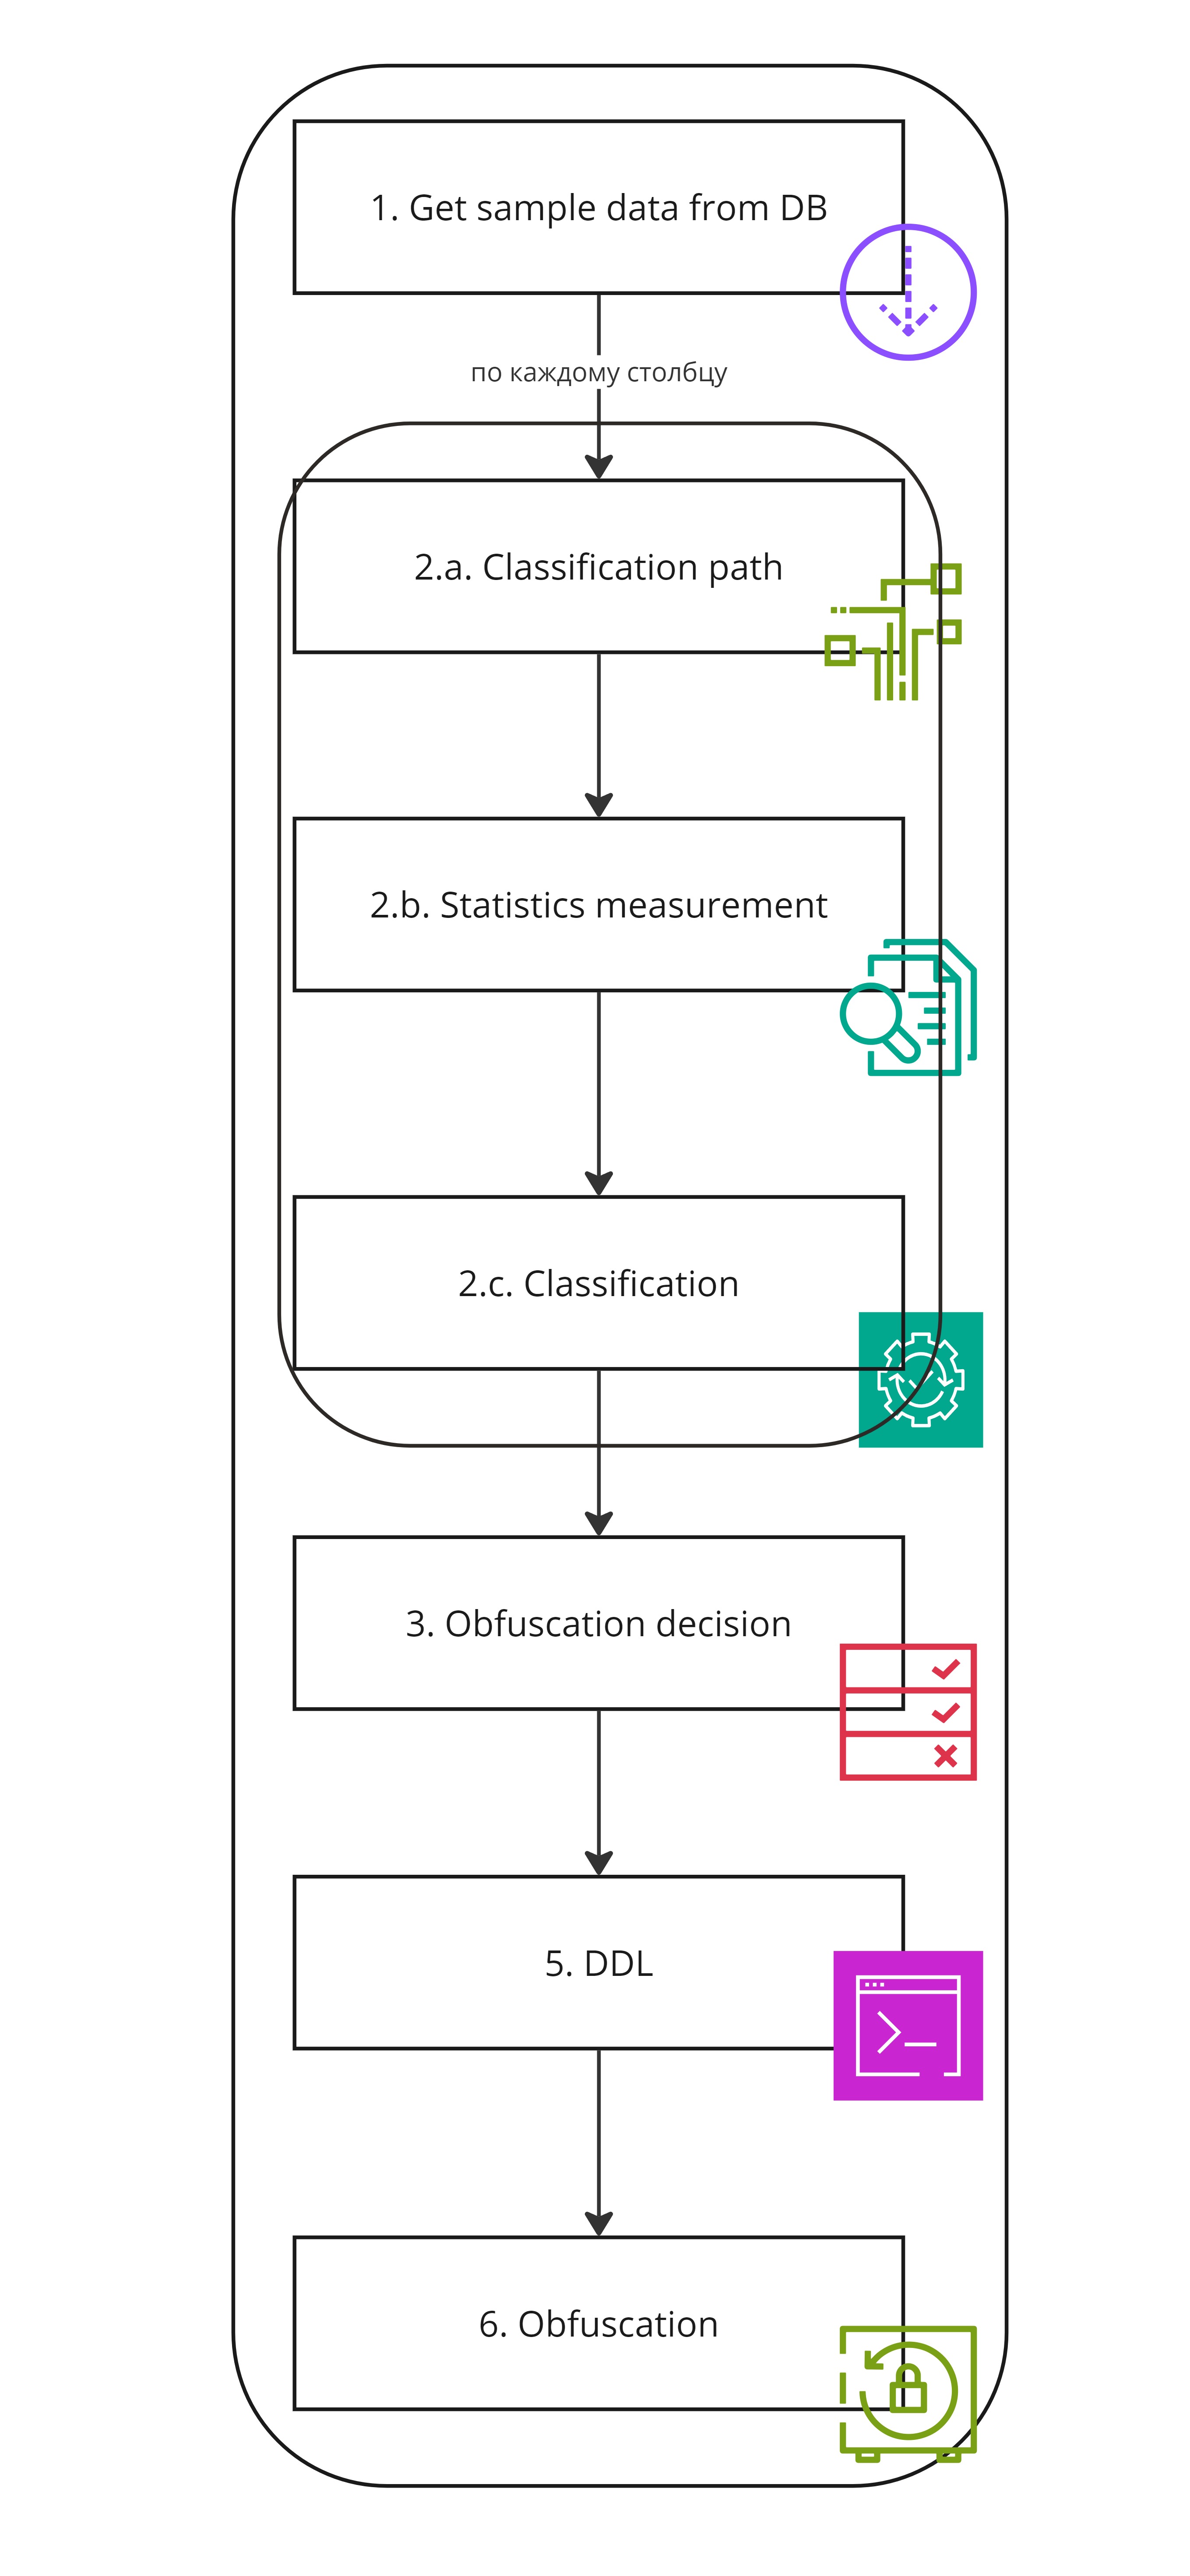 1. Get sample data from DB
по каждому столбцу
2.a. Classification path
2.b. Statistics measurement
2.c. Classification
3. Obfuscation decision
5. DDL
6. Obfuscation